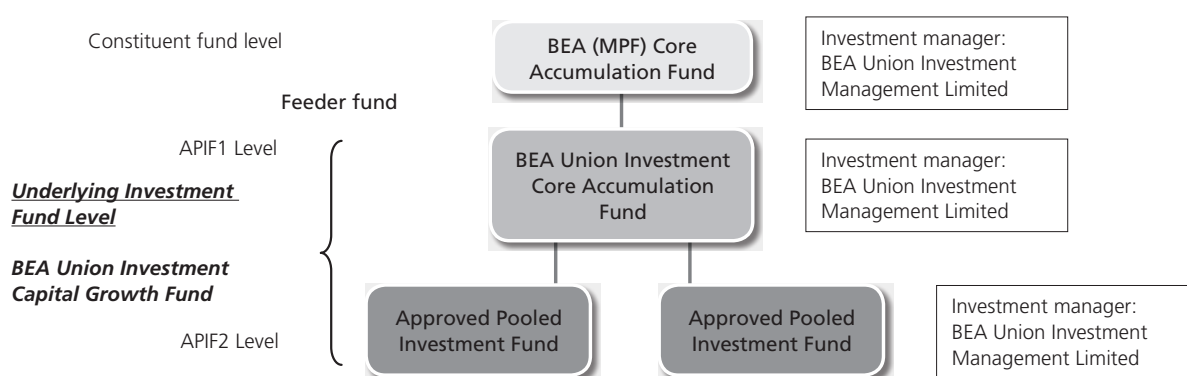 Constituent fund level
BEA (MPF) Core
Accumulation Fund
Investment manager:
BEA Union Investment
Management Limited
Feeder fund
APIF1 Level
Underlying Investment
Fund Level
BEA Union Investment
Capital Growth Fund
APIF2 Level
BEA Union Investment
Core Accumulation
Fund
Investment manager:
BEA Union Investment
Management Limited
Approved Pooled
Investment Fund
Approved Pooled
Investment Fund
Investment manager:
BEA Union Investment
Management Limited